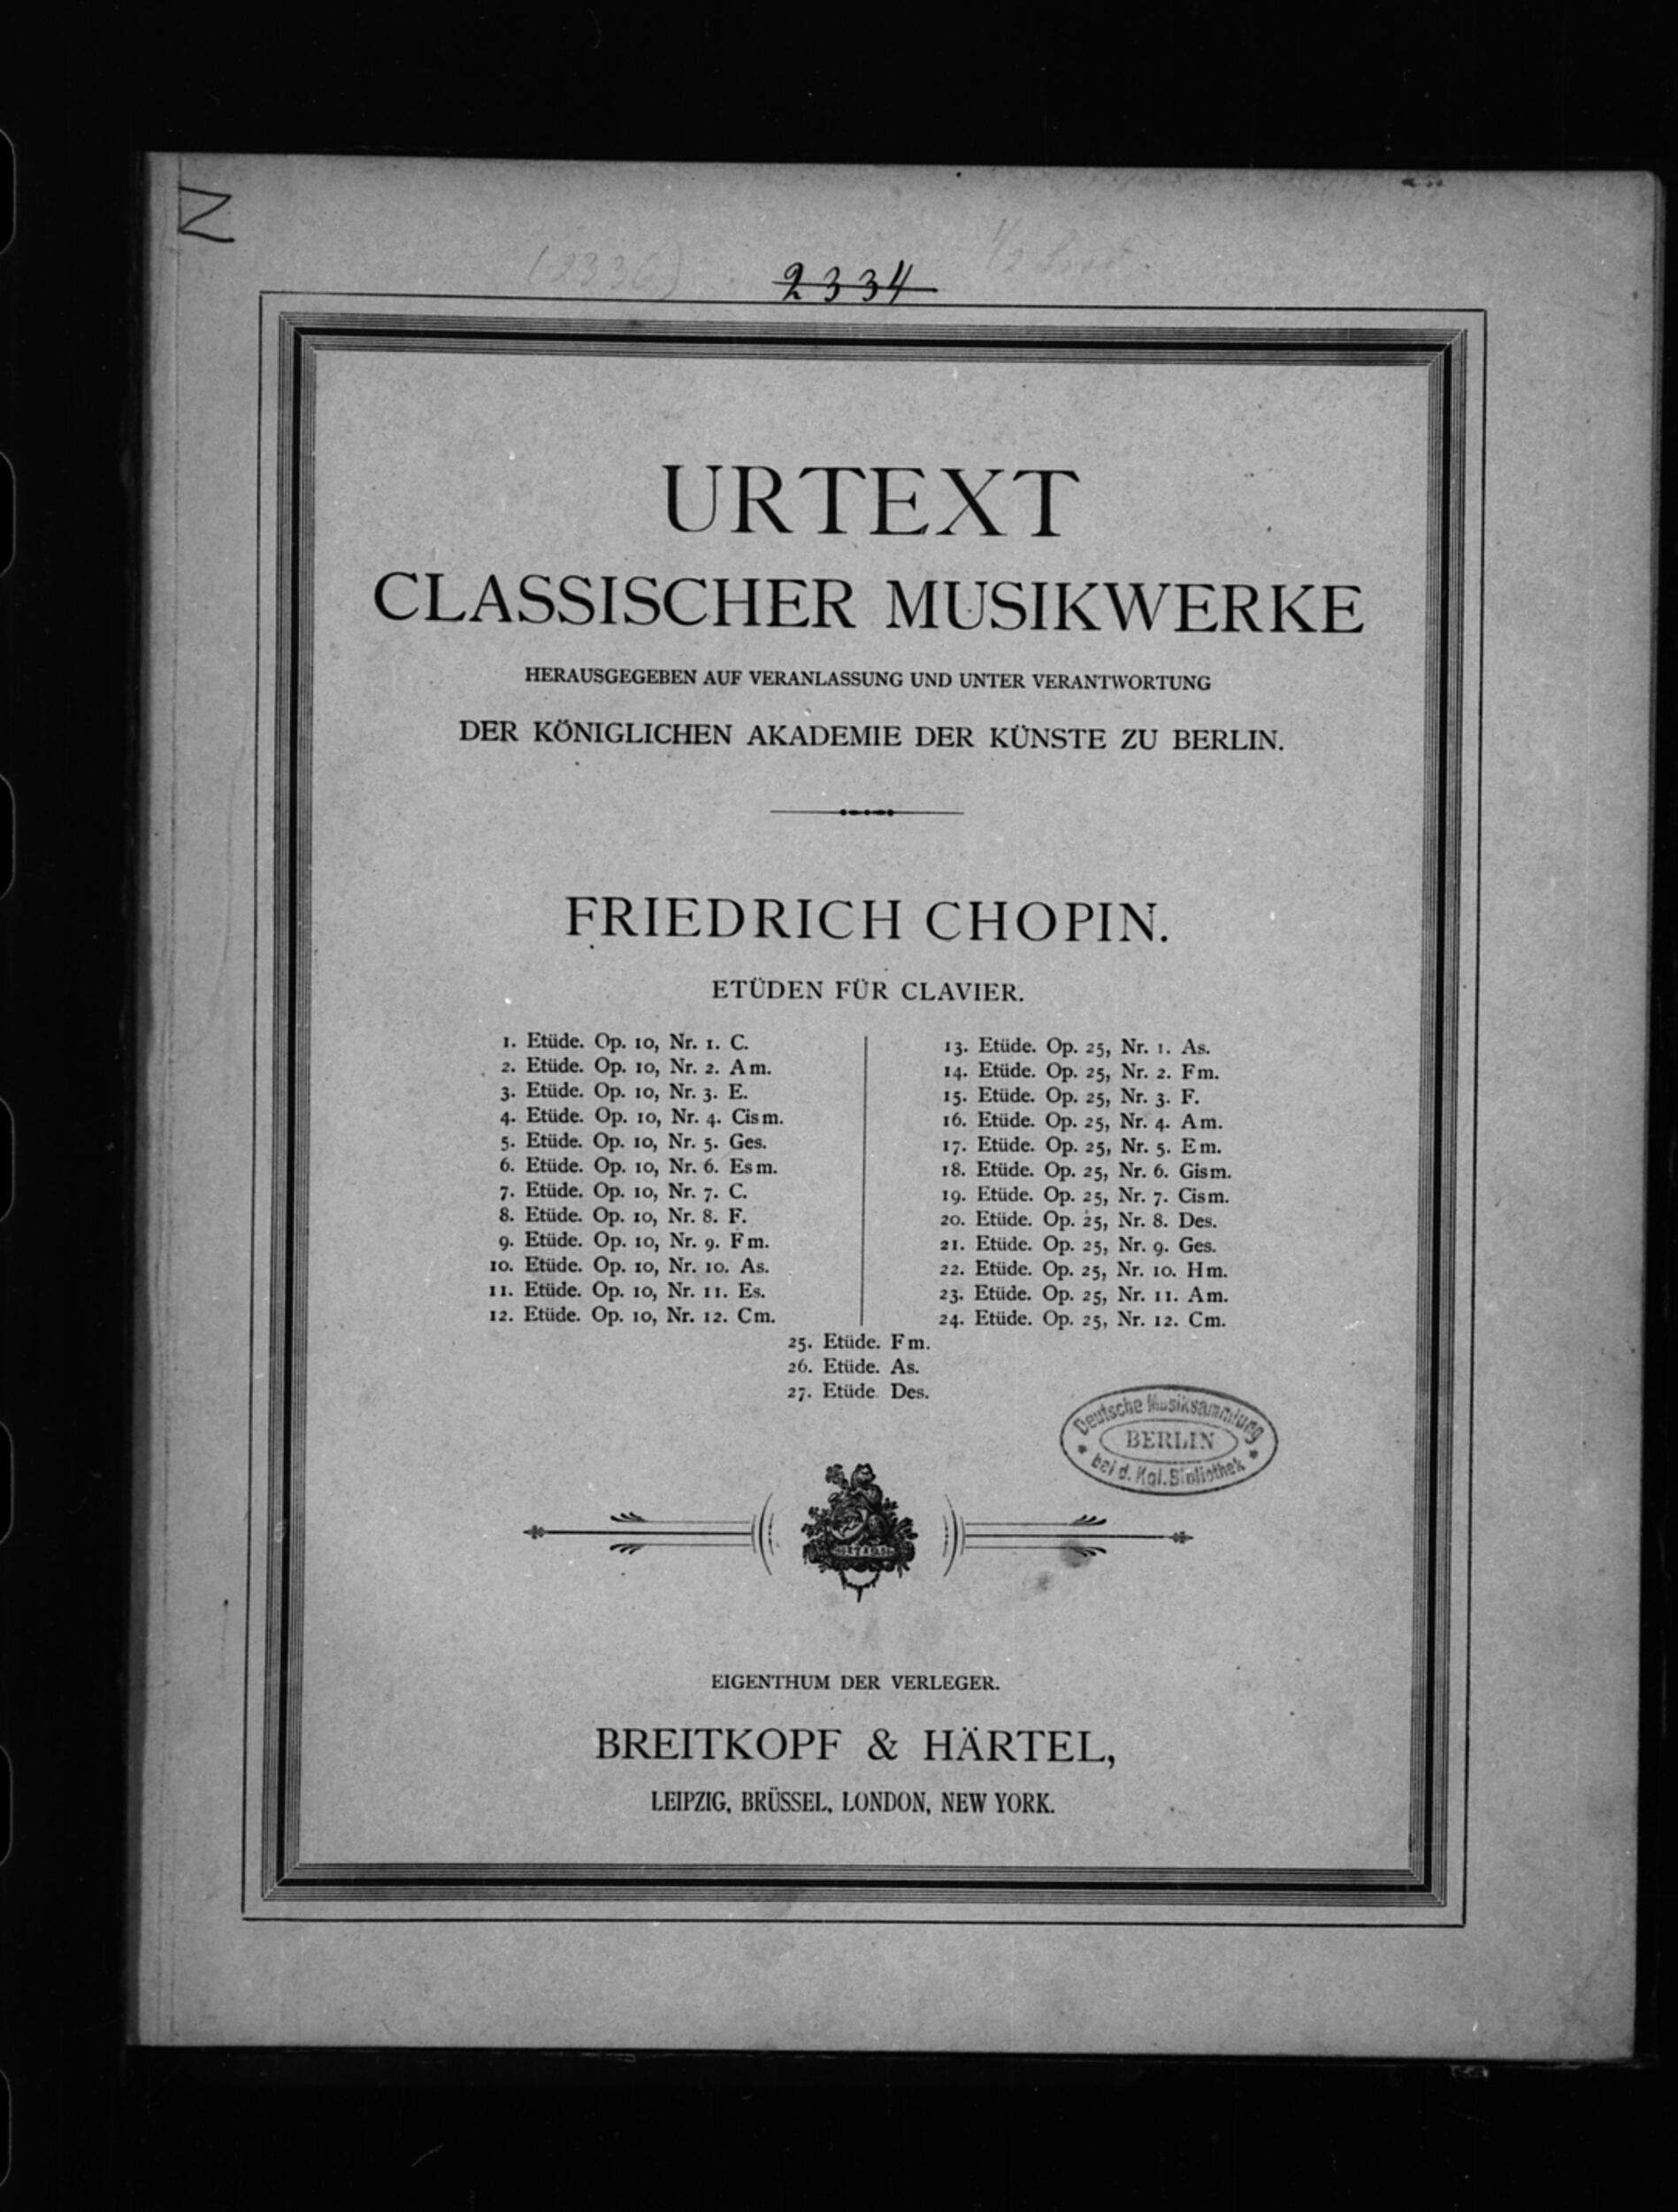 Z
(2336)
2334
URTEXT
CLASSISCHER MUSIKWERKE
HERAUSGEGEBEN AUF VERANLASSUNG UND UNTER VERANTWORTUNG
DER KÖNIGLICHEN AKADEMIE DER KÜNSTE ZU BERLIN.
FRIEDRICH CHOPIN.
ETÜDEN FÜR CLAVIER.
1. Etüde. Op. 10, Nr. 1. C.
2. Etüde. Op. 10, Nr. 2. Am.
3. Etüde. Op. 10, Nr. 3. E.
4. Etüde. Op. 10, Nr. 4. Cism.
5. Etüde. Op. 10, Nr. 5. Ges.
6. Etüde. Op. 10, Nr. 6. Esm.
7. Etüde. Op. 10, Nr. 7. C.
8. Etüde. Op. 10, Nr. 8. F.
9. Etüde. Op. 10, Nr. 9. Fm.
10. Etüde. Op. 10, Nr. 10. As.
11. Etüde. Op. 10, Nr. 11. Es.
12. Etüde. Op. 10, Nr. 12. Cm.
13. Etüde. Op. 25, Nr. 1. As.
14. Etüde. Op. 25, Nr. 2. Fm.
15. Etüde. Op. 25, Nr. 3. F.
16. Etüde. Op. 25, Nr. 4. Am.
17. Etüde. Op. 25, Nr. 5. Em.
18. Etüde. Op. 25, Nr. 6. Gism.
19. Etüde. Op. 25, Nr. 7. Cism.
20. Etüde. Op. 25, Nr. 8. Des.
21. Etüde. Op. 25, Nr. 9. Ges.
22. Etüde. Op. 25, Nr. 10. Hm.
23. Etüde. Op. 25, Nr. 11. Am.
24. Etüde. Op. 25, Nr. 12. Cm.
25. Etüde. Fm.
26. Etüde. As.
27. Etüde Des.
Deutsche Musiksammlung
BERLIN
bei d. Kgl. Bibliothek
EIGENTHUM DER VERLEGER.
BREITKOPF & HÄRTEL,
LEIPZIG, BRÜSSEL, LONDON, NEW YORK.